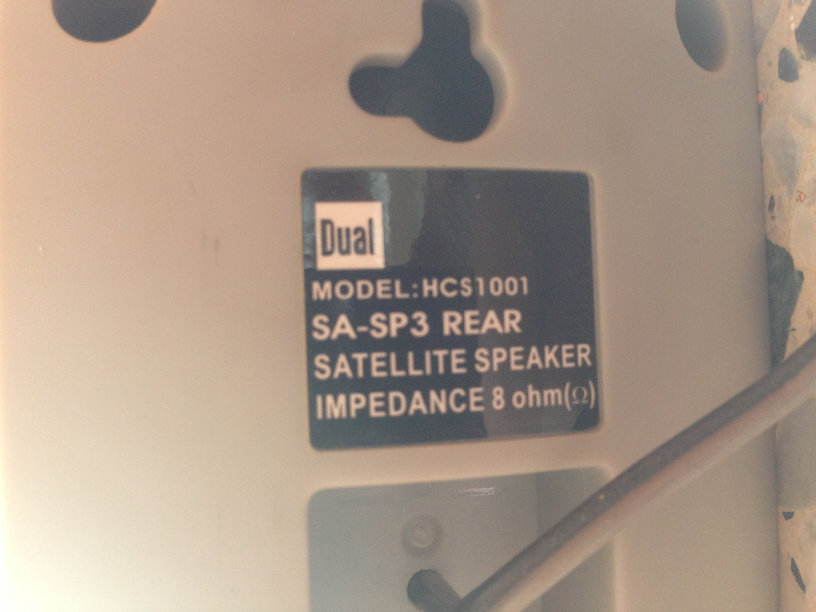 Dual
MODEL:HCS1001
SA-SP3 REAR
SATELLITE SPEAKER
IMPEDANCE 8 ohm(Ω)